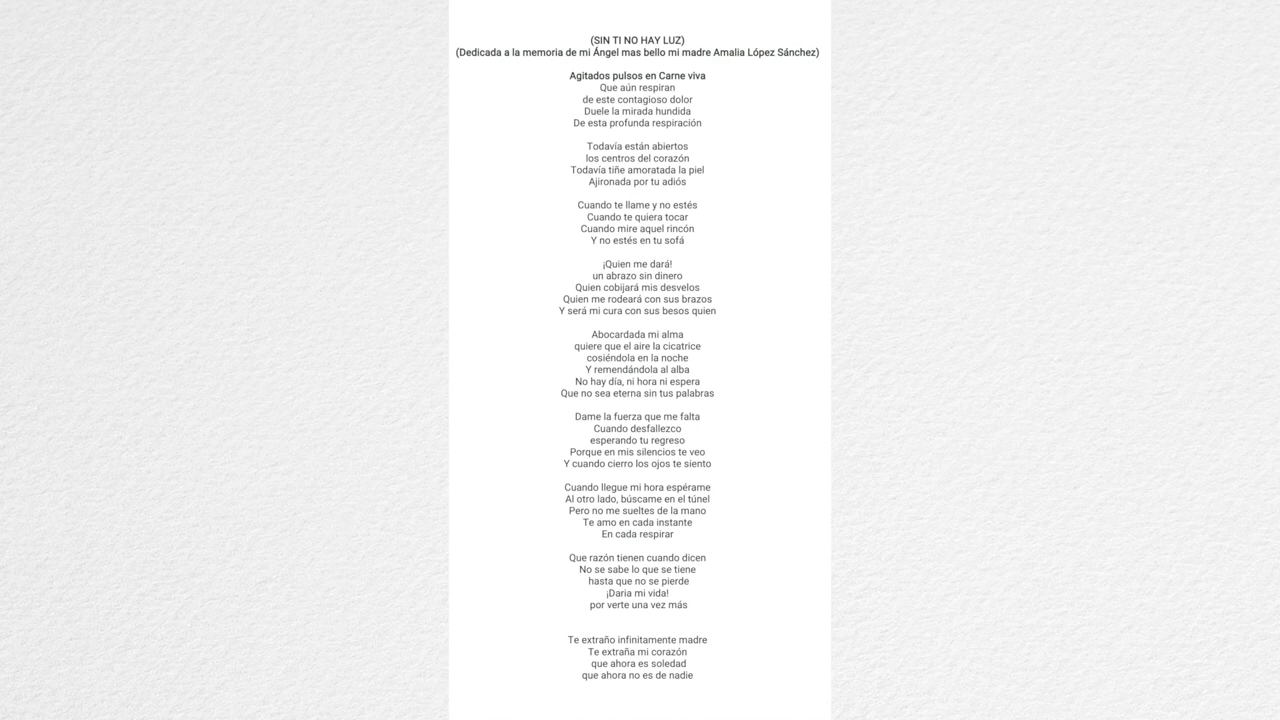 (SIN TI NO HAY LUZ)
(Dedicada a la memoria de mi Ángel mas bello mi madre Amalia López Sánchez)
Agitados pulsos en Carne viva
Que aún respiran
de este contagioso dolor
Duele la mirada hundida
De esta profunda respiración
Todavía están abiertos
los centros del corazón
Todavía tiñe amoratada la piel
Ajironada por tu adiós
Cuando te llame y no estés
Cuando te quiera tocar
Cuando mire aquel rincón
Y no estés en tu sofá
¡Quien me dará!
un abrazo sin dinero
Quien cobijará mis desvelos
Quien me rodeará con sus brazos
Y será mi cura con sus besos quien
Abocardada mi alma
quiere que el aire la cicatrice
cosiéndola en la noche
Y remendándola al alba
No hay día, ni hora ni espera
Que no sea eterna sin tus palabras
Dame la fuerza que me falta
Cuando desfallezco
esperando tu regreso
Porque en mis silencios te veo
Y cuando cierro los ojos te siento
Cuando llegue mi hora espérame
Al otro lado, búscame en el túnel
Pero no me sueltes de la mano
Te amo en cada instante
En cada respirar
Que razón tienen cuando dicen
No se sabe lo que se tiene
hasta que no se pierde
¡Daria mi vida!
por verte una vez más
Te extraño infinitamente madre
Te extraña mi corazón
que ahora es soledad
que ahora no es de nadie